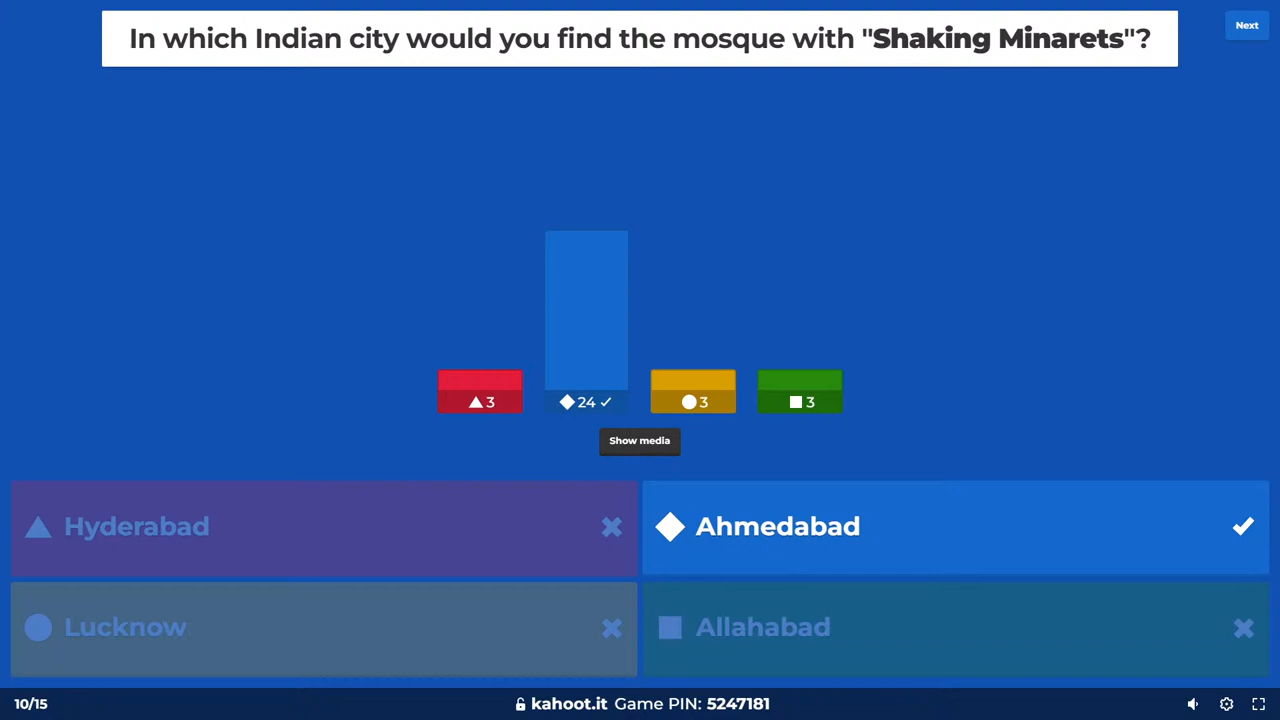 In which Indian city would you find the mosque with "Shaking Minarets"?
Next
3
24
3
3
Show media
Hyderabad
Ahmedabad
Lucknow
Allahabad
10/15
kahoot.it Game PIN: 5247181